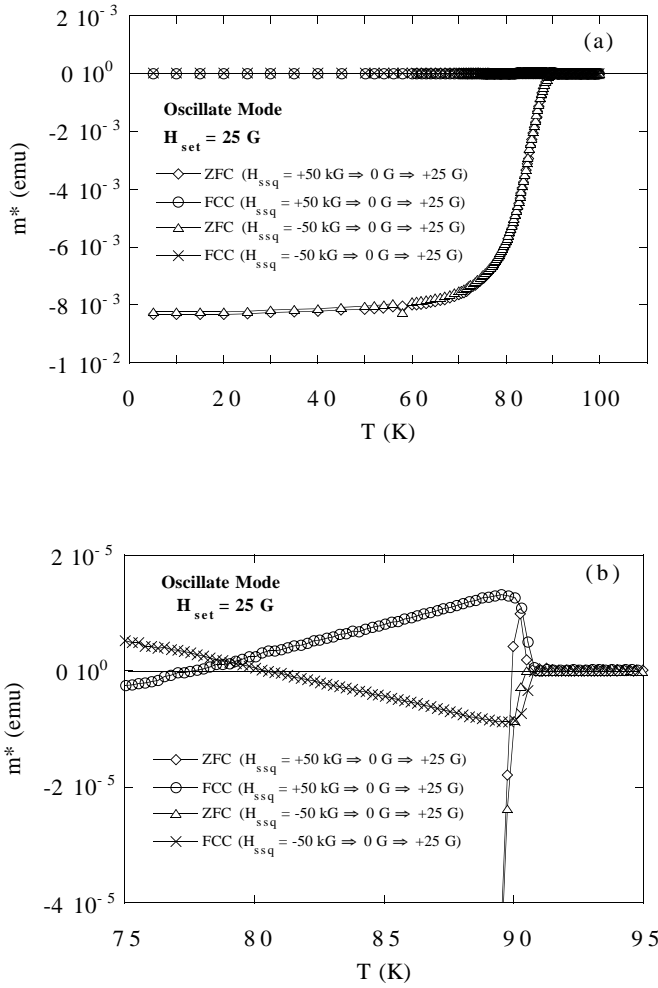 2 10⁻³
(a)
0 10⁰
Oscillate Mode
H_set = 25 G
-2 10⁻³
ZFC (H_ssq = +50 kG ⇒ 0 G ⇒ +25 G)
FCC (H_ssq = +50 kG ⇒ 0 G ⇒ +25 G)
-4 10⁻³
ZFC (H_ssq = -50 kG ⇒ 0 G ⇒ +25 G)
FCC (H_ssq = -50 kG ⇒ 0 G ⇒ +25 G)
-6 10⁻³
-8 10⁻³
-1 10⁻²
m* (emu)
0 20 40 60 80 100
T (K)
2 10⁻⁵
(b)
Oscillate Mode
H_set = 25 G
0 10⁰
ZFC (H_ssq = +50 kG ⇒ 0 G ⇒ +25 G)
FCC (H_ssq = +50 kG ⇒ 0 G ⇒ +25 G)
-2 10⁻⁵
ZFC (H_ssq = -50 kG ⇒ 0 G ⇒ +25 G)
FCC (H_ssq = -50 kG ⇒ 0 G ⇒ +25 G)
-4 10⁻⁵
m* (emu)
75 80 85 90 95
T (K)